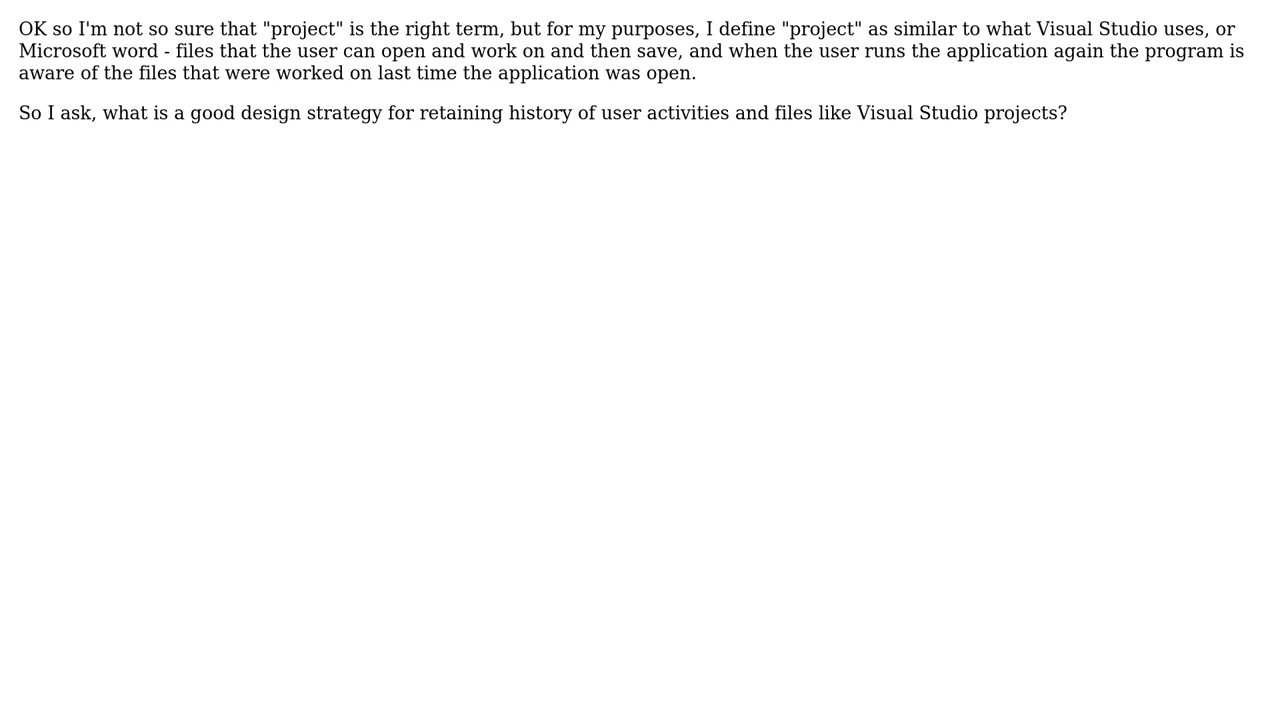 OK so I'm not so sure that "project" is the right term, but for my purposes, I define "project" as similar to what Visual Studio uses, or
Microsoft word - files that the user can open and work on and then save, and when the user runs the application again the program is
aware of the files that were worked on last time the application was open.
So I ask, what is a good design strategy for retaining history of user activities and files like Visual Studio projects?